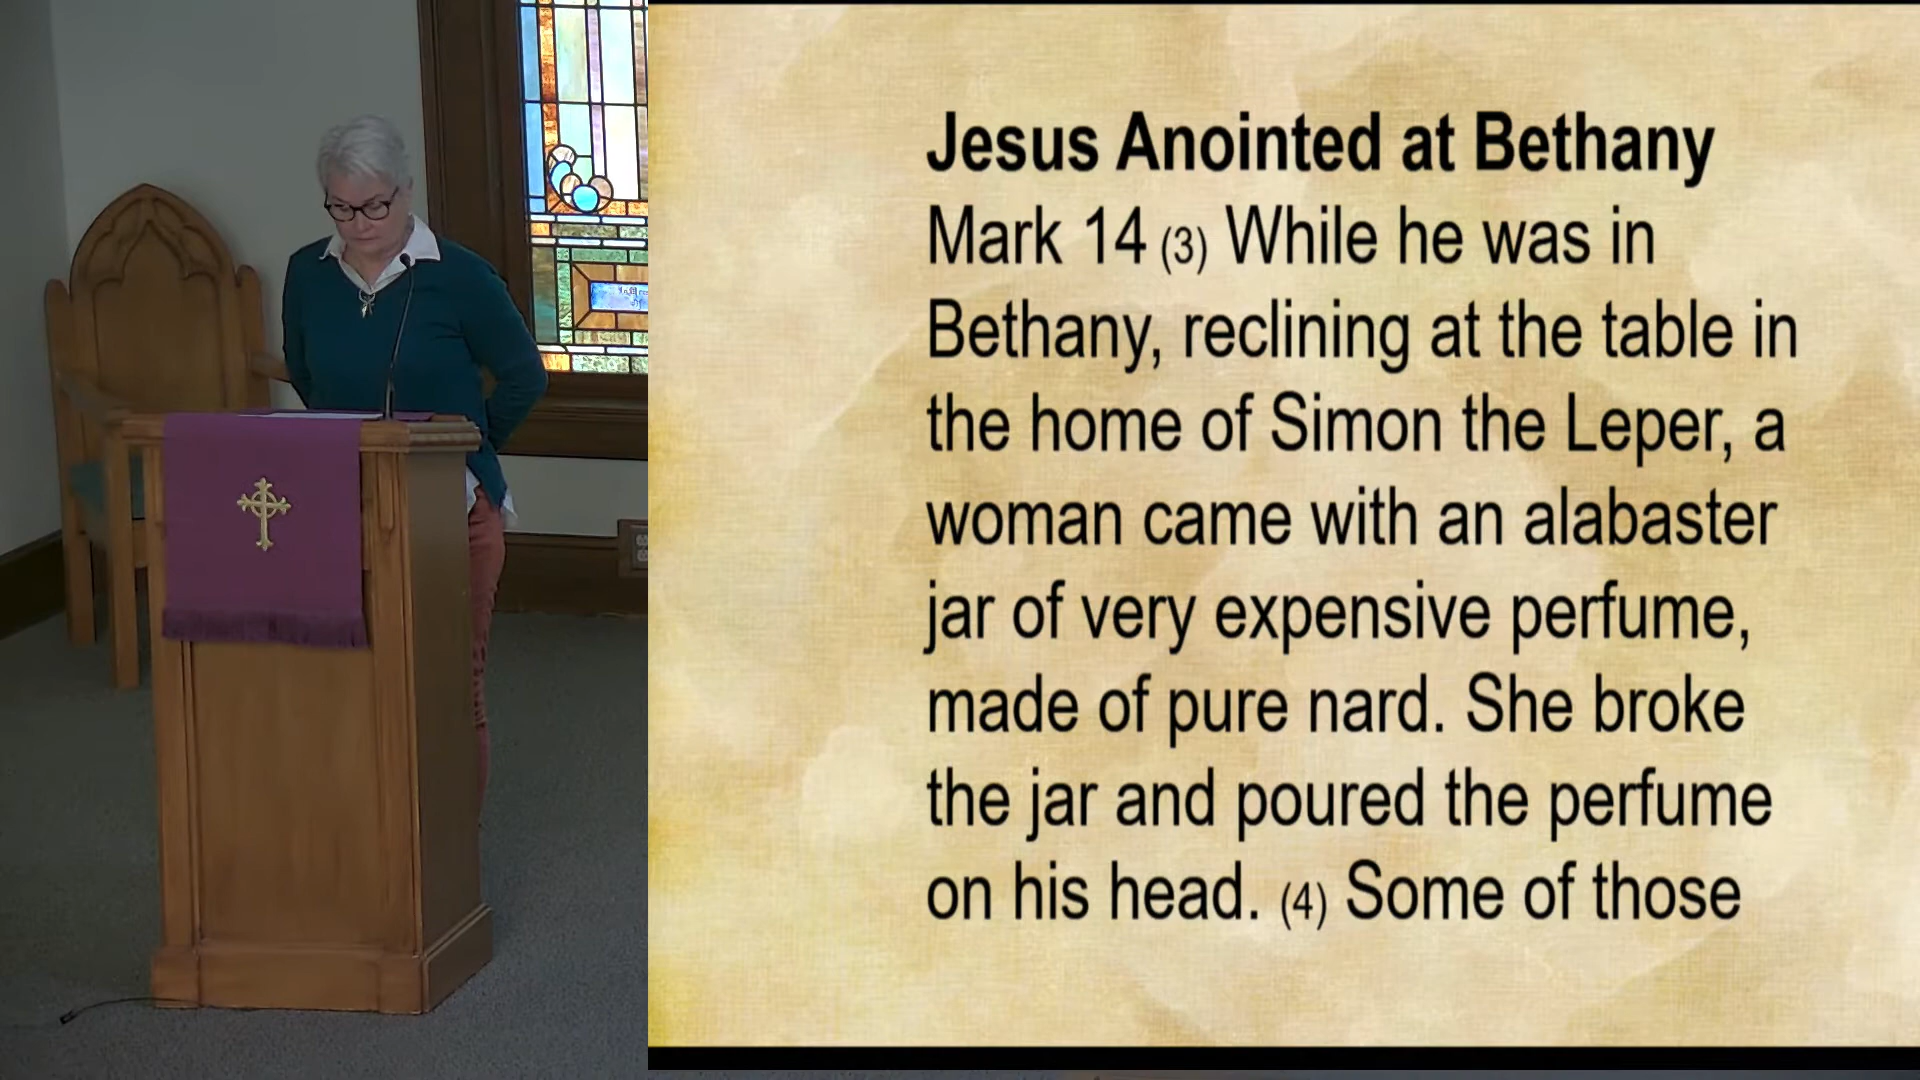 Jesus Anointed at Bethany
Mark 14 (3) While he was in
Bethany, reclining at the table in
the home of Simon the Leper, a
woman came with an alabaster
jar of very expensive perfume,
made of pure nard. She broke
the jar and poured the perfume
on his head. (4) Some of those